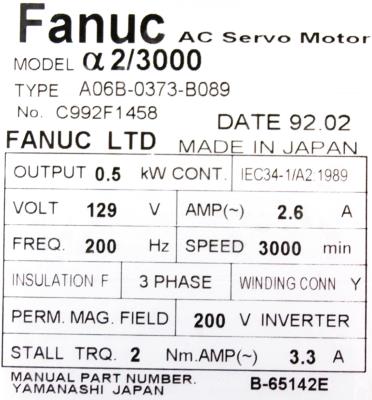 Fanuc AC Servo Motor
MODEL α2/3000
TYPE A06B-0373-B089
No. C992F1458
DATE 92.02
FANUC LTD MADE IN JAPAN
OUTPUT 0.5 kW CONT. IEC34-1/A2:1989
VOLT 129 V AMP(~) 2.6 A
FREQ. 200 Hz SPEED 3000 min
INSULATION F 3 PHASE WINDING CONN Y
PERM. MAG. FIELD 200 V INVERTER
STALL TRQ. 2 Nm.AMP(~) 3.3 A
MANUAL PART NUMBER. B-65142E
YAMANASHI JAPAN